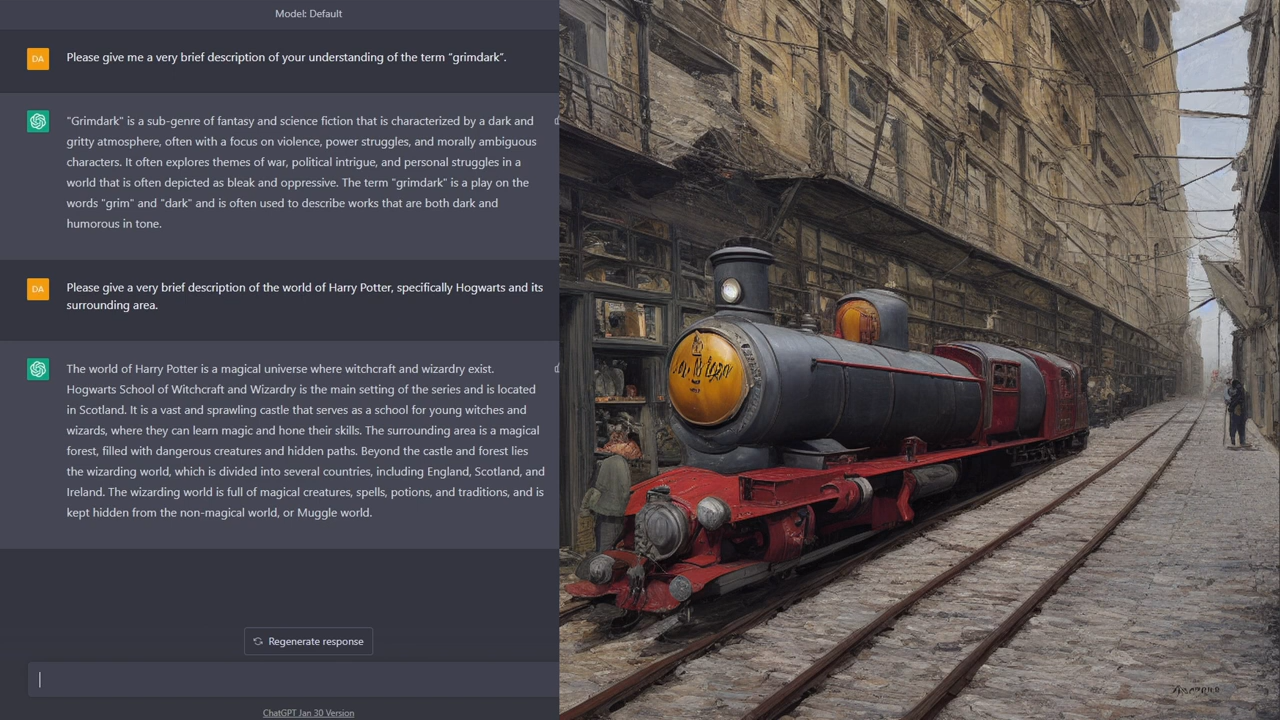 Model: Default
DA
Please give me a very brief description of your understanding of the term "grimdark".
"Grimdark" is a sub-genre of fantasy and science fiction that is characterized by a dark and
gritty atmosphere, often with a focus on violence, power struggles, and morally ambiguous
characters. It often explores themes of war, political intrigue, and personal struggles in a
world that is often depicted as bleak and oppressive. The term "grimdark" is a play on the
words "grim" and "dark" and is often used to describe works that are both dark and
humorous in tone.
DA
Please give a very brief description of the world of Harry Potter, specifically Hogwarts and its
surrounding area.
The world of Harry Potter is a magical universe where witchcraft and wizardry exist.
Hogwarts School of Witchcraft and Wizardry is the main setting of the series and is located
in Scotland. It is a vast and sprawling castle that serves as a school for young witches and
wizards, where they can learn magic and hone their skills. The surrounding area is a magical
forest, filled with dangerous creatures and hidden paths. Beyond the castle and forest lies
the wizarding world, which is divided into several countries, including England, Scotland, and
Ireland. The wizarding world is full of magical creatures, spells, potions, and traditions, and is
kept hidden from the non-magical world, or Muggle world.
Regenerate response
ChatGPT Jan 30 Version